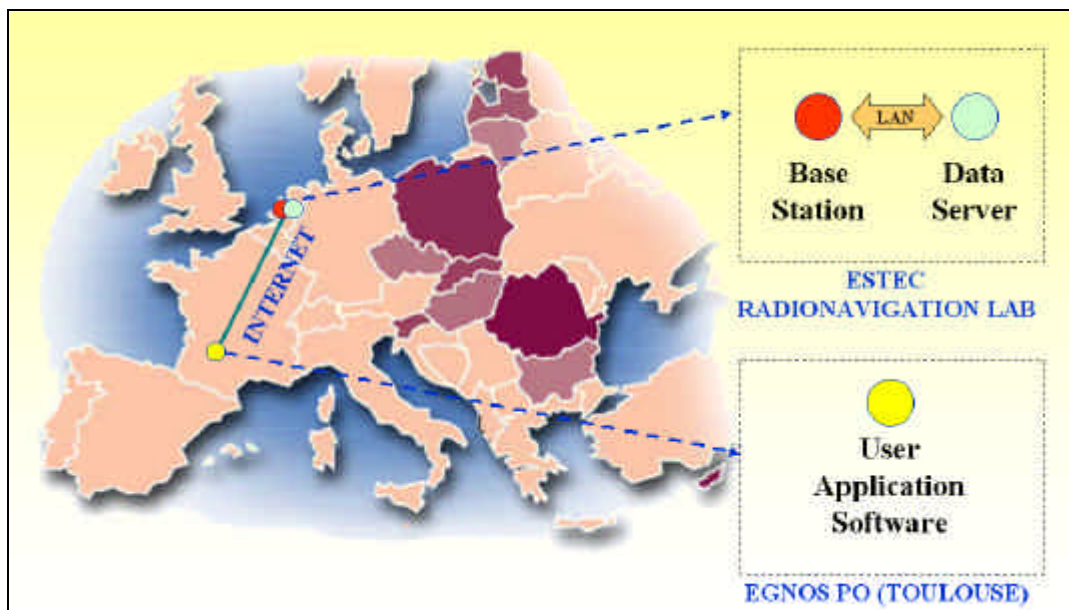 LAN
Base
Station
Data
Server
ESTEC
RADIONAVIGATION LAB
INTERNET
User
Application
Software
EGNOS PO (TOULOUSE)